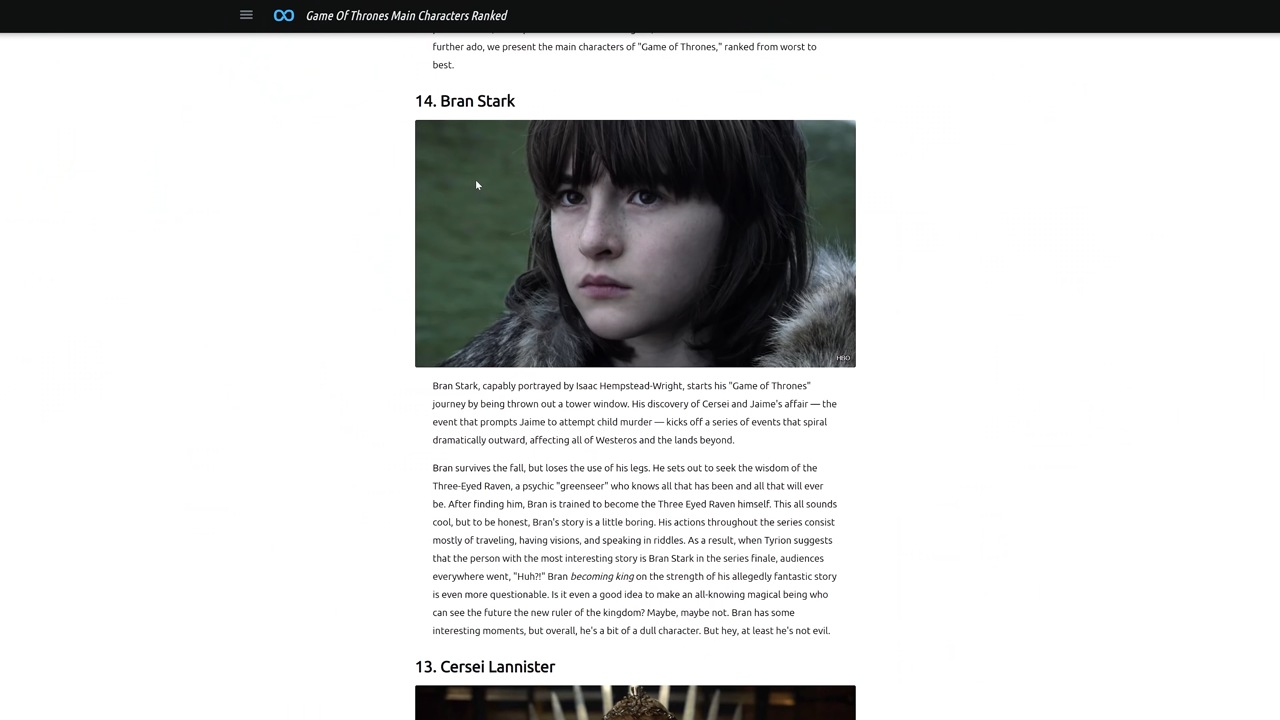 Game Of Thrones Main Characters Ranked
further ado, we present the main characters of "Game of Thrones," ranked from worst to
best.
14. Bran Stark
HBO
Bran Stark, capably portrayed by Isaac Hempstead-Wright, starts his "Game of Thrones"
journey by being thrown out a tower window. His discovery of Cersei and Jaime's affair — the
event that prompts Jaime to attempt child murder — kicks off a series of events that spiral
dramatically outward, affecting all of Westeros and the lands beyond.
Bran survives the fall, but loses the use of his legs. He sets out to seek the wisdom of the
Three-Eyed Raven, a psychic "greenseer" who knows all that has been and all that will ever
be. After finding him, Bran is trained to become the Three Eyed Raven himself. This all sounds
cool, but to be honest, Bran's story is a little boring. His actions throughout the series consist
mostly of traveling, having visions, and speaking in riddles. As a result, when Tyrion suggests
that the person with the most interesting story is Bran Stark in the series finale, audiences
everywhere went, "Huh?!" Bran becoming king on the strength of his allegedly fantastic story
is even more questionable. Is it even a good idea to make an all-knowing magical being who
can see the future the new ruler of the kingdom? Maybe, maybe not. Bran has some
interesting moments, but overall, he's a bit of a dull character. But hey, at least he's not evil.
13. Cersei Lannister